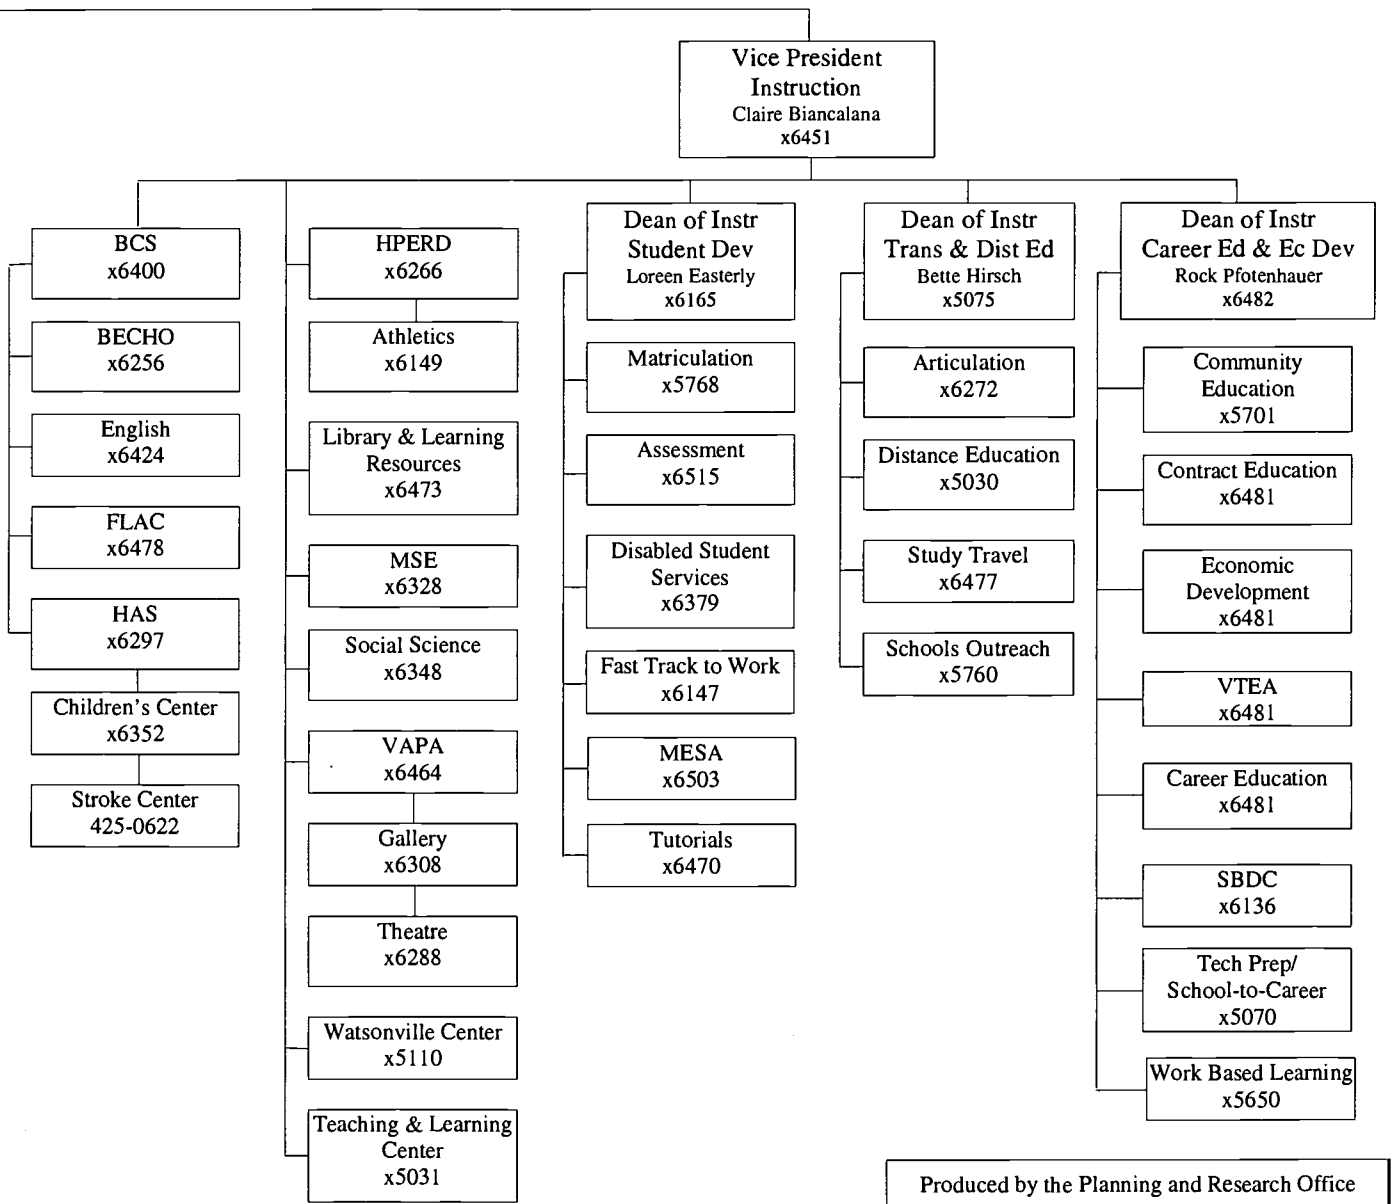 Vice President
Instruction
Claire Biancalana
x6451
BCS
x6400
BECHO
x6256
English
x6424
FLAC
x6478
HAS
x6297
Children's Center
x6352
Stroke Center
425-0622
HPERD
x6266
Athletics
x6149
Library & Learning
Resources
x6473
MSE
x6328
Social Science
x6348
VAPA
x6464
Gallery
x6308
Theatre
x6288
Watsonville Center
x5110
Teaching & Learning
Center
x5031
Dean of Instr
Student Dev
Loreen Easterly
x6165
Matriculation
x5768
Assessment
x6515
Disabled Student
Services
x6379
Fast Track to Work
x6147
MESA
x6503
Tutorials
x6470
Dean of Instr
Trans & Dist Ed
Bette Hirsch
x5075
Articulation
x6272
Distance Education
x5030
Study Travel
x6477
Schools Outreach
x5760
Dean of Instr
Career Ed & Ec Dev
Rock Pfotenhauer
x6482
Community
Education
x5701
Contract Education
x6481
Economic
Development
x6481
VTEA
x6481
Career Education
x6481
SBDC
x6136
Tech Prep/
School-to-Career
x5070
Work Based Learning
x5650
Produced by the Planning and Research Office